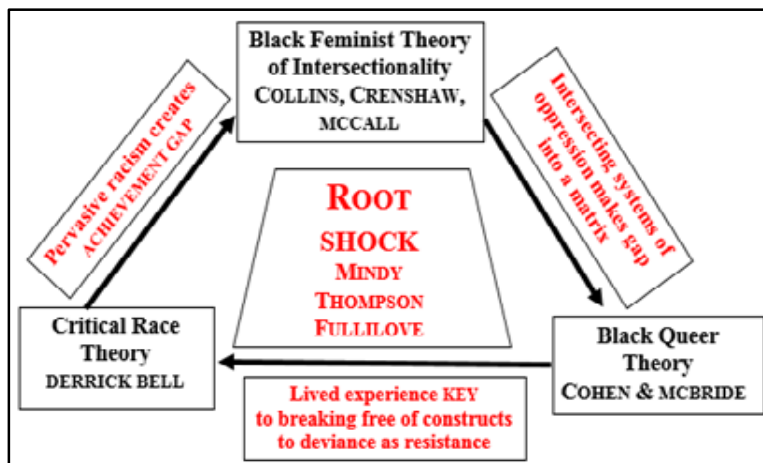 Black Feminist Theory
of Intersectionality
COLLINS, CRENSHAW,
MCCALL
Pervasive racism creates
ACHIEVEMENT GAP
Intersecting systems of
oppression makes gap
into a matrix
ROOT
SHOCK
MINDY
THOMPSON
FULLILOVE
Critical Race
Theory
DERRICK BELL
Black Queer
Theory
COHEN & MCBRIDE
Lived experience KEY
to breaking free of constructs
to deviance as resistance